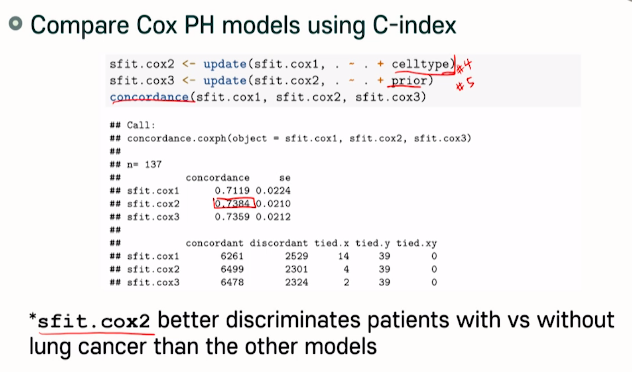 Compare Cox PH models using C-index
sfit.cox2 <- update(sfit.cox1, . ~ . + celltype) #4
sfit.cox3 <- update(sfit.cox2, . ~ . + prior) #5
concordance(sfit.cox1, sfit.cox2, sfit.cox3)
## Call:
## concordance.coxph(object = sfit.cox1, sfit.cox2, sfit.cox3)
##
## n= 137
## concordance se
## sfit.cox1 0.7119 0.0224
## sfit.cox2 0.7384 0.0210
## sfit.cox3 0.7359 0.0212
##
## concordant discordant tied.x tied.y tied.xy
## sfit.cox1 6261 2529 14 39 0
## sfit.cox2 6499 2301 4 39 0
## sfit.cox3 6478 2324 2 39 0
*sfit.cox2 better discriminates patients with vs without
lung cancer than the other models